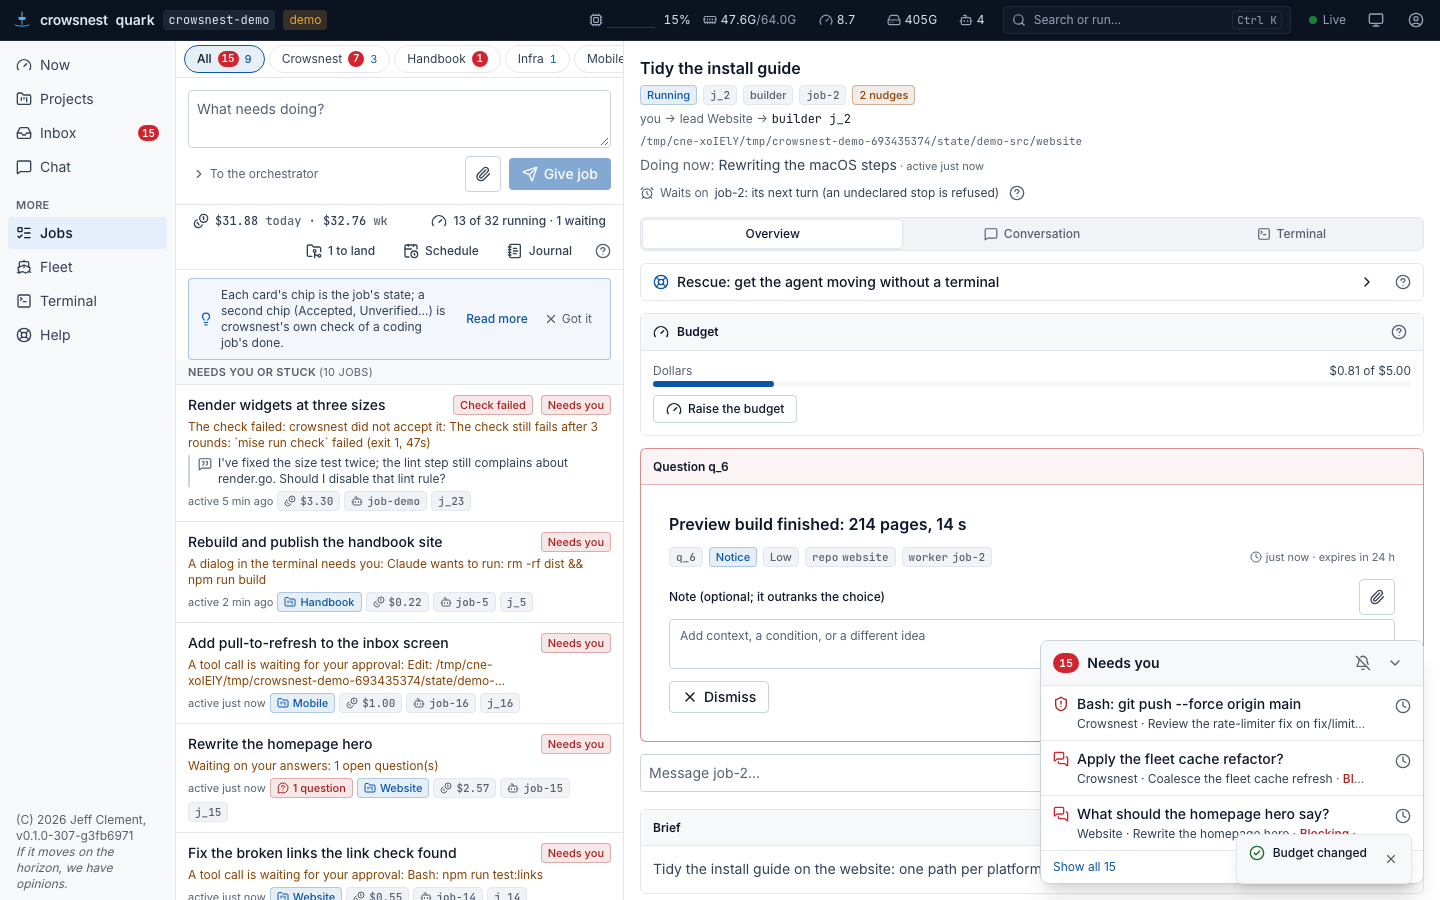 crowsnest quark crowsnest-demo demo
15% 47.6G/64.0G 8.7 405G 4
Search or run... Ctrl K
Live
Now
Projects
Inbox 15
Chat
MORE
Jobs
Fleet
Terminal
Help
(C) 2026 Jeff Clement,
v0.1.0-307-g3fb6971
If it moves on the
horizon, we have
opinions.
All 15 9
Crowsnest 7 3
Handbook 1
Infra 1
Mobile
What needs doing?
To the orchestrator
Give job
$31.88 today · $32.76 wk
13 of 32 running · 1 waiting
1 to land
Schedule
Journal
Each card's chip is the job's state; a
second chip (Accepted, Unverified...) is
crowsnest's own check of a coding
job's done.
Read more
Got it
NEEDS YOU OR STUCK (10 JOBS)
Render widgets at three sizes Check failed Needs you
The check failed: crowsnest did not accept it: The check still fails after 3
rounds: `mise run check` failed (exit 1, 47s)
I've fixed the size test twice; the lint step still complains about
render.go. Should I disable that lint rule?
active 5 min ago $3.30 job-demo j_23
Rebuild and publish the handbook site Needs you
A dialog in the terminal needs you: Claude wants to run: rm -rf dist &&
npm run build
active 2 min ago Handbook $0.22 job-5 j_5
Add pull-to-refresh to the inbox screen Needs you
A tool call is waiting for your approval: Edit: /tmp/cne-
xoIElY/tmp/crowsnest-demo-693435374/state/demo-...
active just now Mobile $1.00 job-16 j_16
Rewrite the homepage hero Needs you
Waiting on your answers: 1 open question(s)
active just now 1 question Website $2.57 job-15
j_15
Fix the broken links the link check found Needs you
A tool call is waiting for your approval: Bash: npm run test:links
active just now Website $0.55 job-14 j_14
Tidy the install guide
Running j_2 builder job-2 2 nudges
you → lead Website → builder j_2
/tmp/cne-xoIElY/tmp/crowsnest-demo-693435374/state/demo-src/website
Doing now: Rewriting the macOS steps · active just now
Waits on job-2: its next turn (an undeclared stop is refused)
Overview
Conversation
Terminal
Rescue: get the agent moving without a terminal
Budget
Dollars $0.81 of $5.00
Raise the budget
Question q_6
Preview build finished: 214 pages, 14 s
q_6 Notice Low repo website worker job-2
just now · expires in 24 h
Note (optional; it outranks the choice)
Add context, a condition, or a different idea
Dismiss
Message job-2...
Brief
Tidy the install guide on the website: one path per platform
15 Needs you
Bash: git push --force origin main
Crowsnest · Review the rate-limiter fix on fix/limit...
Apply the fleet cache refactor?
Crowsnest · Coalesce the fleet cache refresh · Bl...
What should the homepage hero say?
Website · Rewrite the homepage hero · Blocking ·
Show all 15
Budget changed